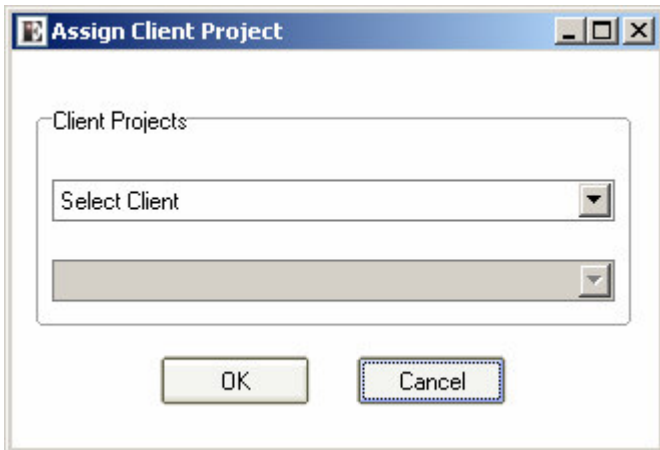 Assign Client Project
Client Projects
Select Client
OK
Cancel